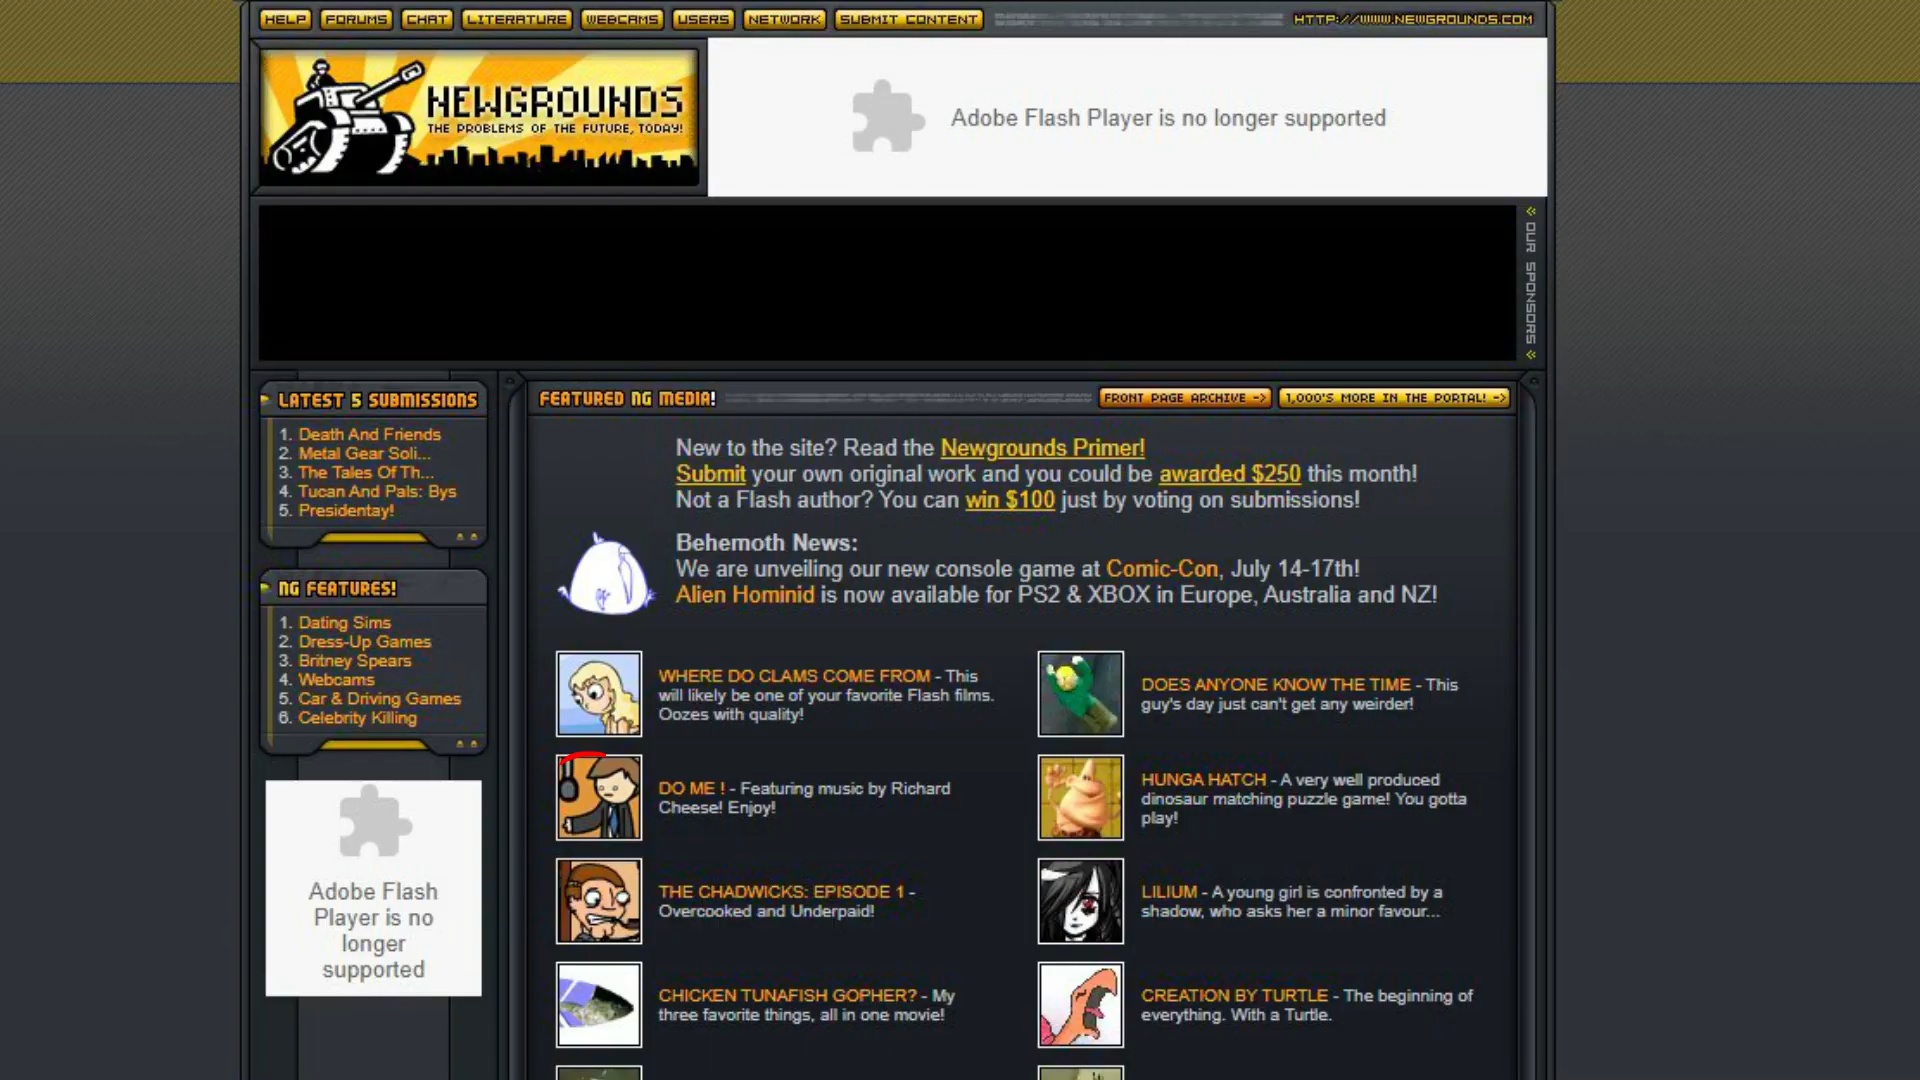 HELP FORUMS CHAT LITERATURE WEBCAMS USERS NETWORK SUBMIT CONTENT HTTP://WWW.NEWGROUNDS.COM
NEWGROUNDS
THE PROBLEMS OF THE FUTURE, TODAY!
Adobe Flash Player is no longer supported
« OUR SPONSORS «
LATEST 5 SUBMISSIONS
1. Death And Friends
2. Metal Gear Soli...
3. The Tales Of Th...
4. Tucan And Pals: Bys
5. Presidentay!
NG FEATURES!
1. Dating Sims
2. Dress-Up Games
3. Britney Spears
4. Webcams
5. Car & Driving Games
6. Celebrity Killing
Adobe Flash
Player is no
longer
supported
FEATURED NG MEDIA! FRONT PAGE ARCHIVE -> 1,000'S MORE IN THE PORTAL! ->
New to the site? Read the Newgrounds Primer!
Submit your own original work and you could be awarded $250 this month!
Not a Flash author? You can win $100 just by voting on submissions!
Behemoth News:
We are unveiling our new console game at Comic-Con, July 14-17th!
Alien Hominid is now available for PS2 & XBOX in Europe, Australia and NZ!
WHERE DO CLAMS COME FROM - This
will likely be one of your favorite Flash films.
Oozes with quality!
DOES ANYONE KNOW THE TIME - This
guy's day just can't get any weirder!
DO ME ! - Featuring music by Richard
Cheese! Enjoy!
HUNGA HATCH - A very well produced
dinosaur matching puzzle game! You gotta
play!
THE CHADWICKS: EPISODE 1 -
Overcooked and Underpaid!
LILIUM - A young girl is confronted by a
shadow, who asks her a minor favour...
CHICKEN TUNAFISH GOPHER? - My
three favorite things, all in one movie!
CREATION BY TURTLE - The beginning of
everything. With a Turtle.